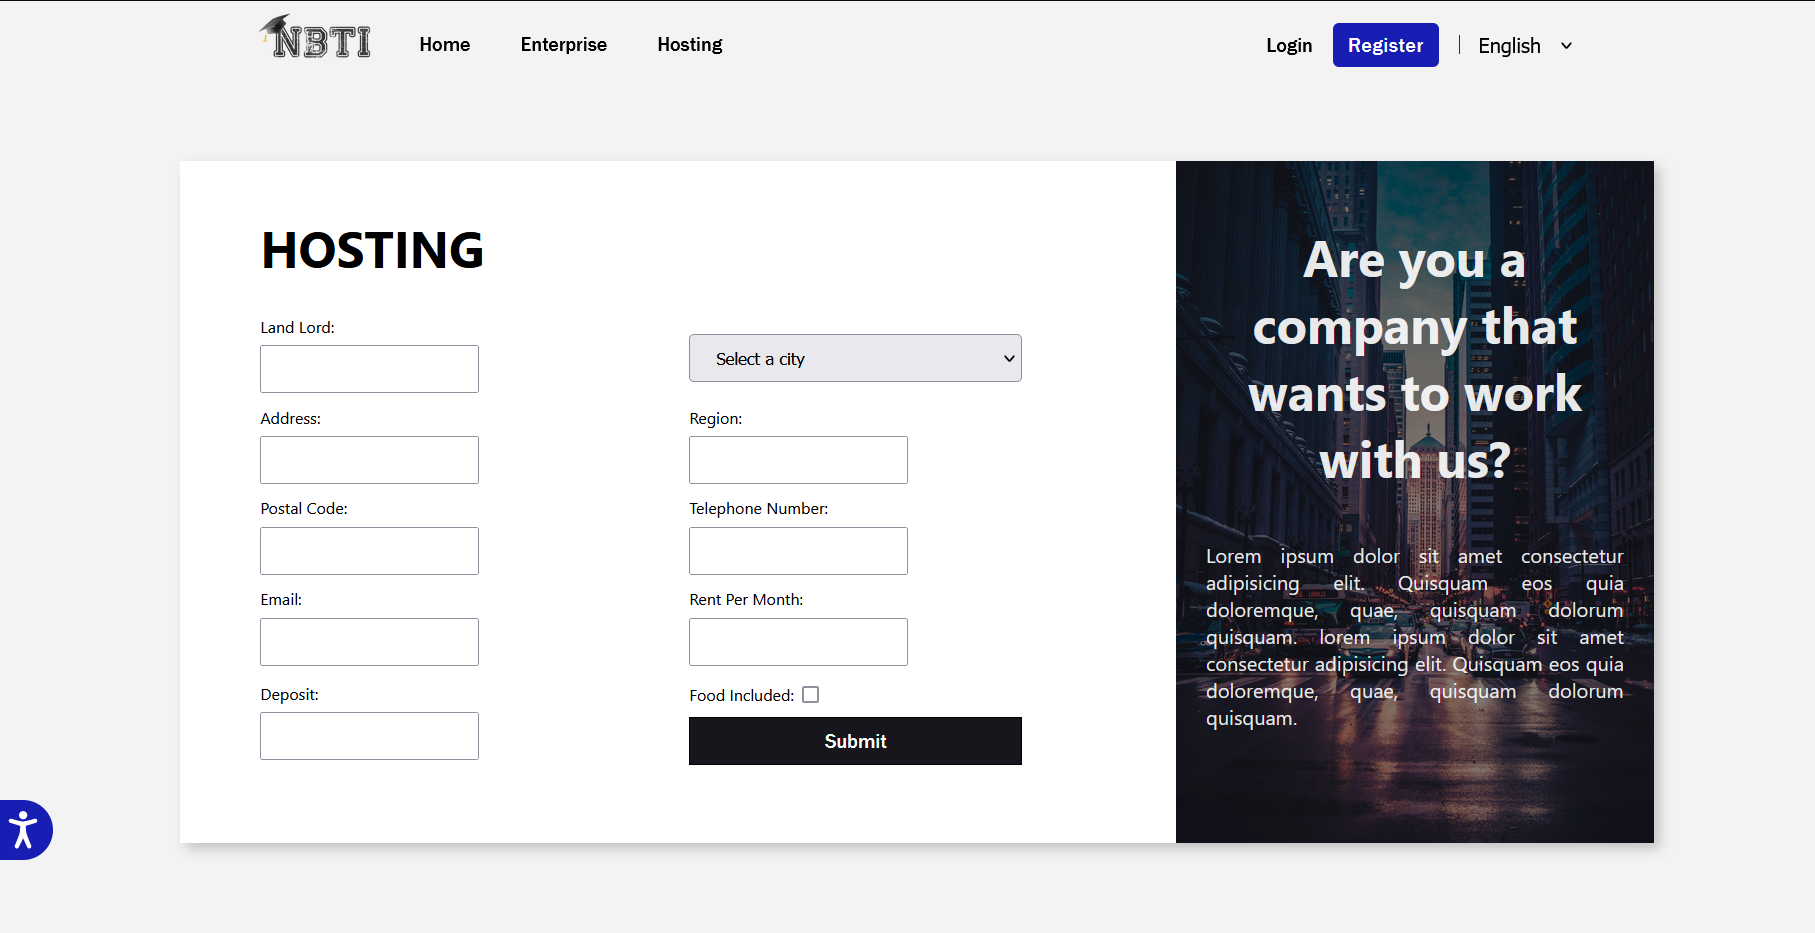 NBTI
Home
Enterprise
Hosting
Login
Register
English
HOSTING
Land Lord:
Select a city
Address:
Region:
Postal Code:
Telephone Number:
Email:
Rent Per Month:
Deposit:
Food Included:
Submit
Are you a
company that
wants to work
with us?
Lorem ipsum dolor sit amet consectetur
adipisicing elit. Quisquam eos quia
doloremque, quae, quisquam dolorum
quisquam. lorem ipsum dolor sit amet
consectetur adipisicing elit. Quisquam eos quia
doloremque, quae, quisquam dolorum
quisquam.